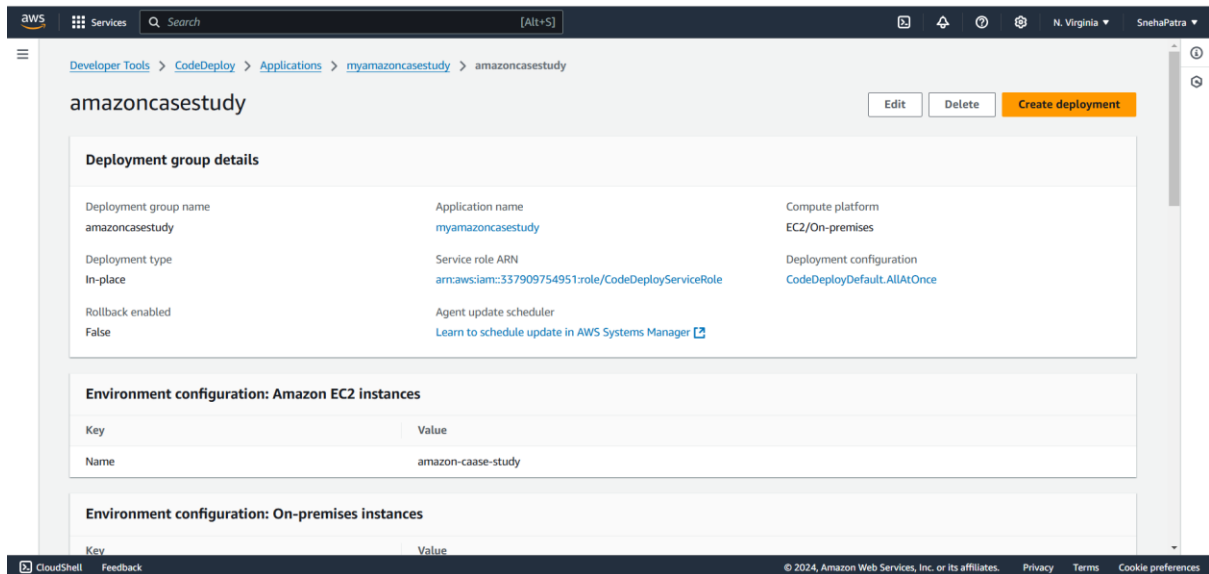 aws Services Search [Alt+S] N. Virginia ▼ SnehaPatra ▼
Developer Tools > CodeDeploy > Applications > myamazoncasestudy > amazoncasestudy
amazoncasestudy Edit Delete Create deployment
Deployment group details
Deployment group name Application name Compute platform
amazoncasestudy myamazoncasestudy EC2/On-premises
Deployment type Service role ARN Deployment configuration
In-place arn:aws:iam::337909754951:role/CodeDeployServiceRole CodeDeployDefault.AllAtOnce
Rollback enabled Agent update scheduler
False Learn to schedule update in AWS Systems Manager
Environment configuration: Amazon EC2 instances
Key Value
Name amazon-caase-study
Environment configuration: On-premises instances
Key Value
CloudShell Feedback © 2024, Amazon Web Services, Inc. or its affiliates. Privacy Terms Cookie preferences